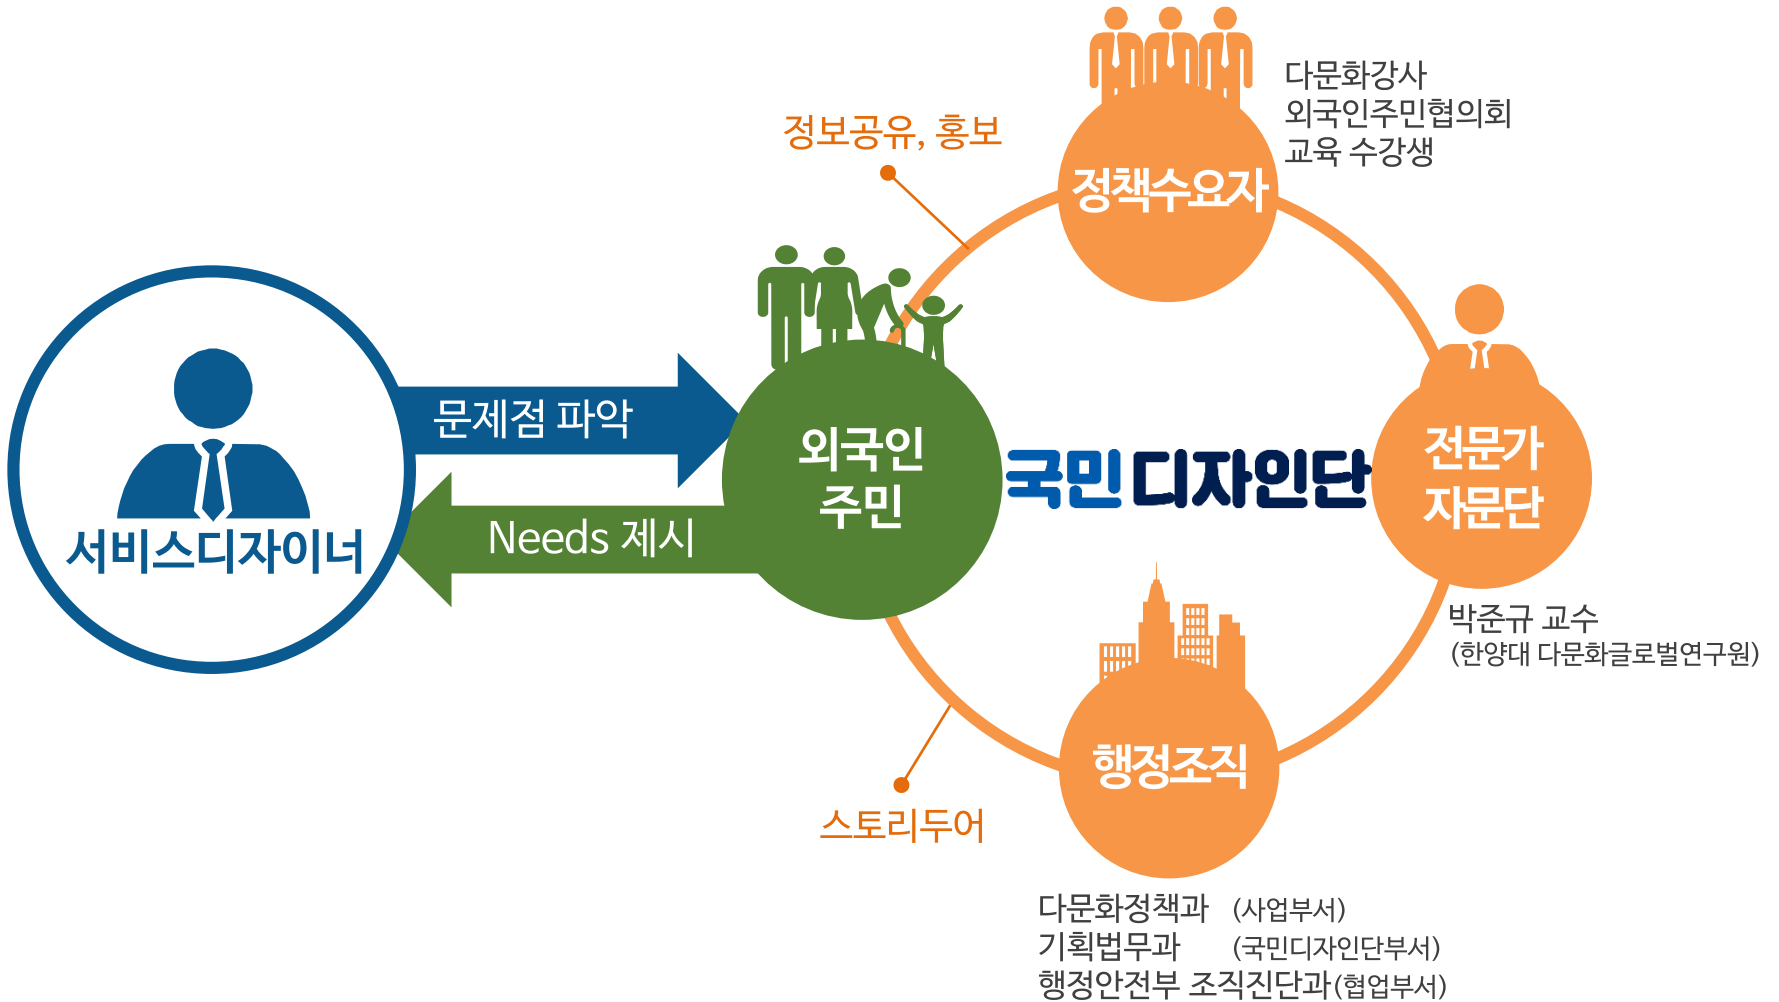 정보공유, 홍보
정책수요자
다문화강사
외국인주민협의회
교육 수강생
서비스디자이너
문제점 파악
Needs 제시
외국인
주민
국민디자인단
전문가
자문단
박준규 교수
(한양대 다문화글로벌연구원)
행정조직
스토리두어
다문화정책과 (사업부서)
기획법무과 (국민디자인단부서)
행정안전부 조직진단과(협업부서)